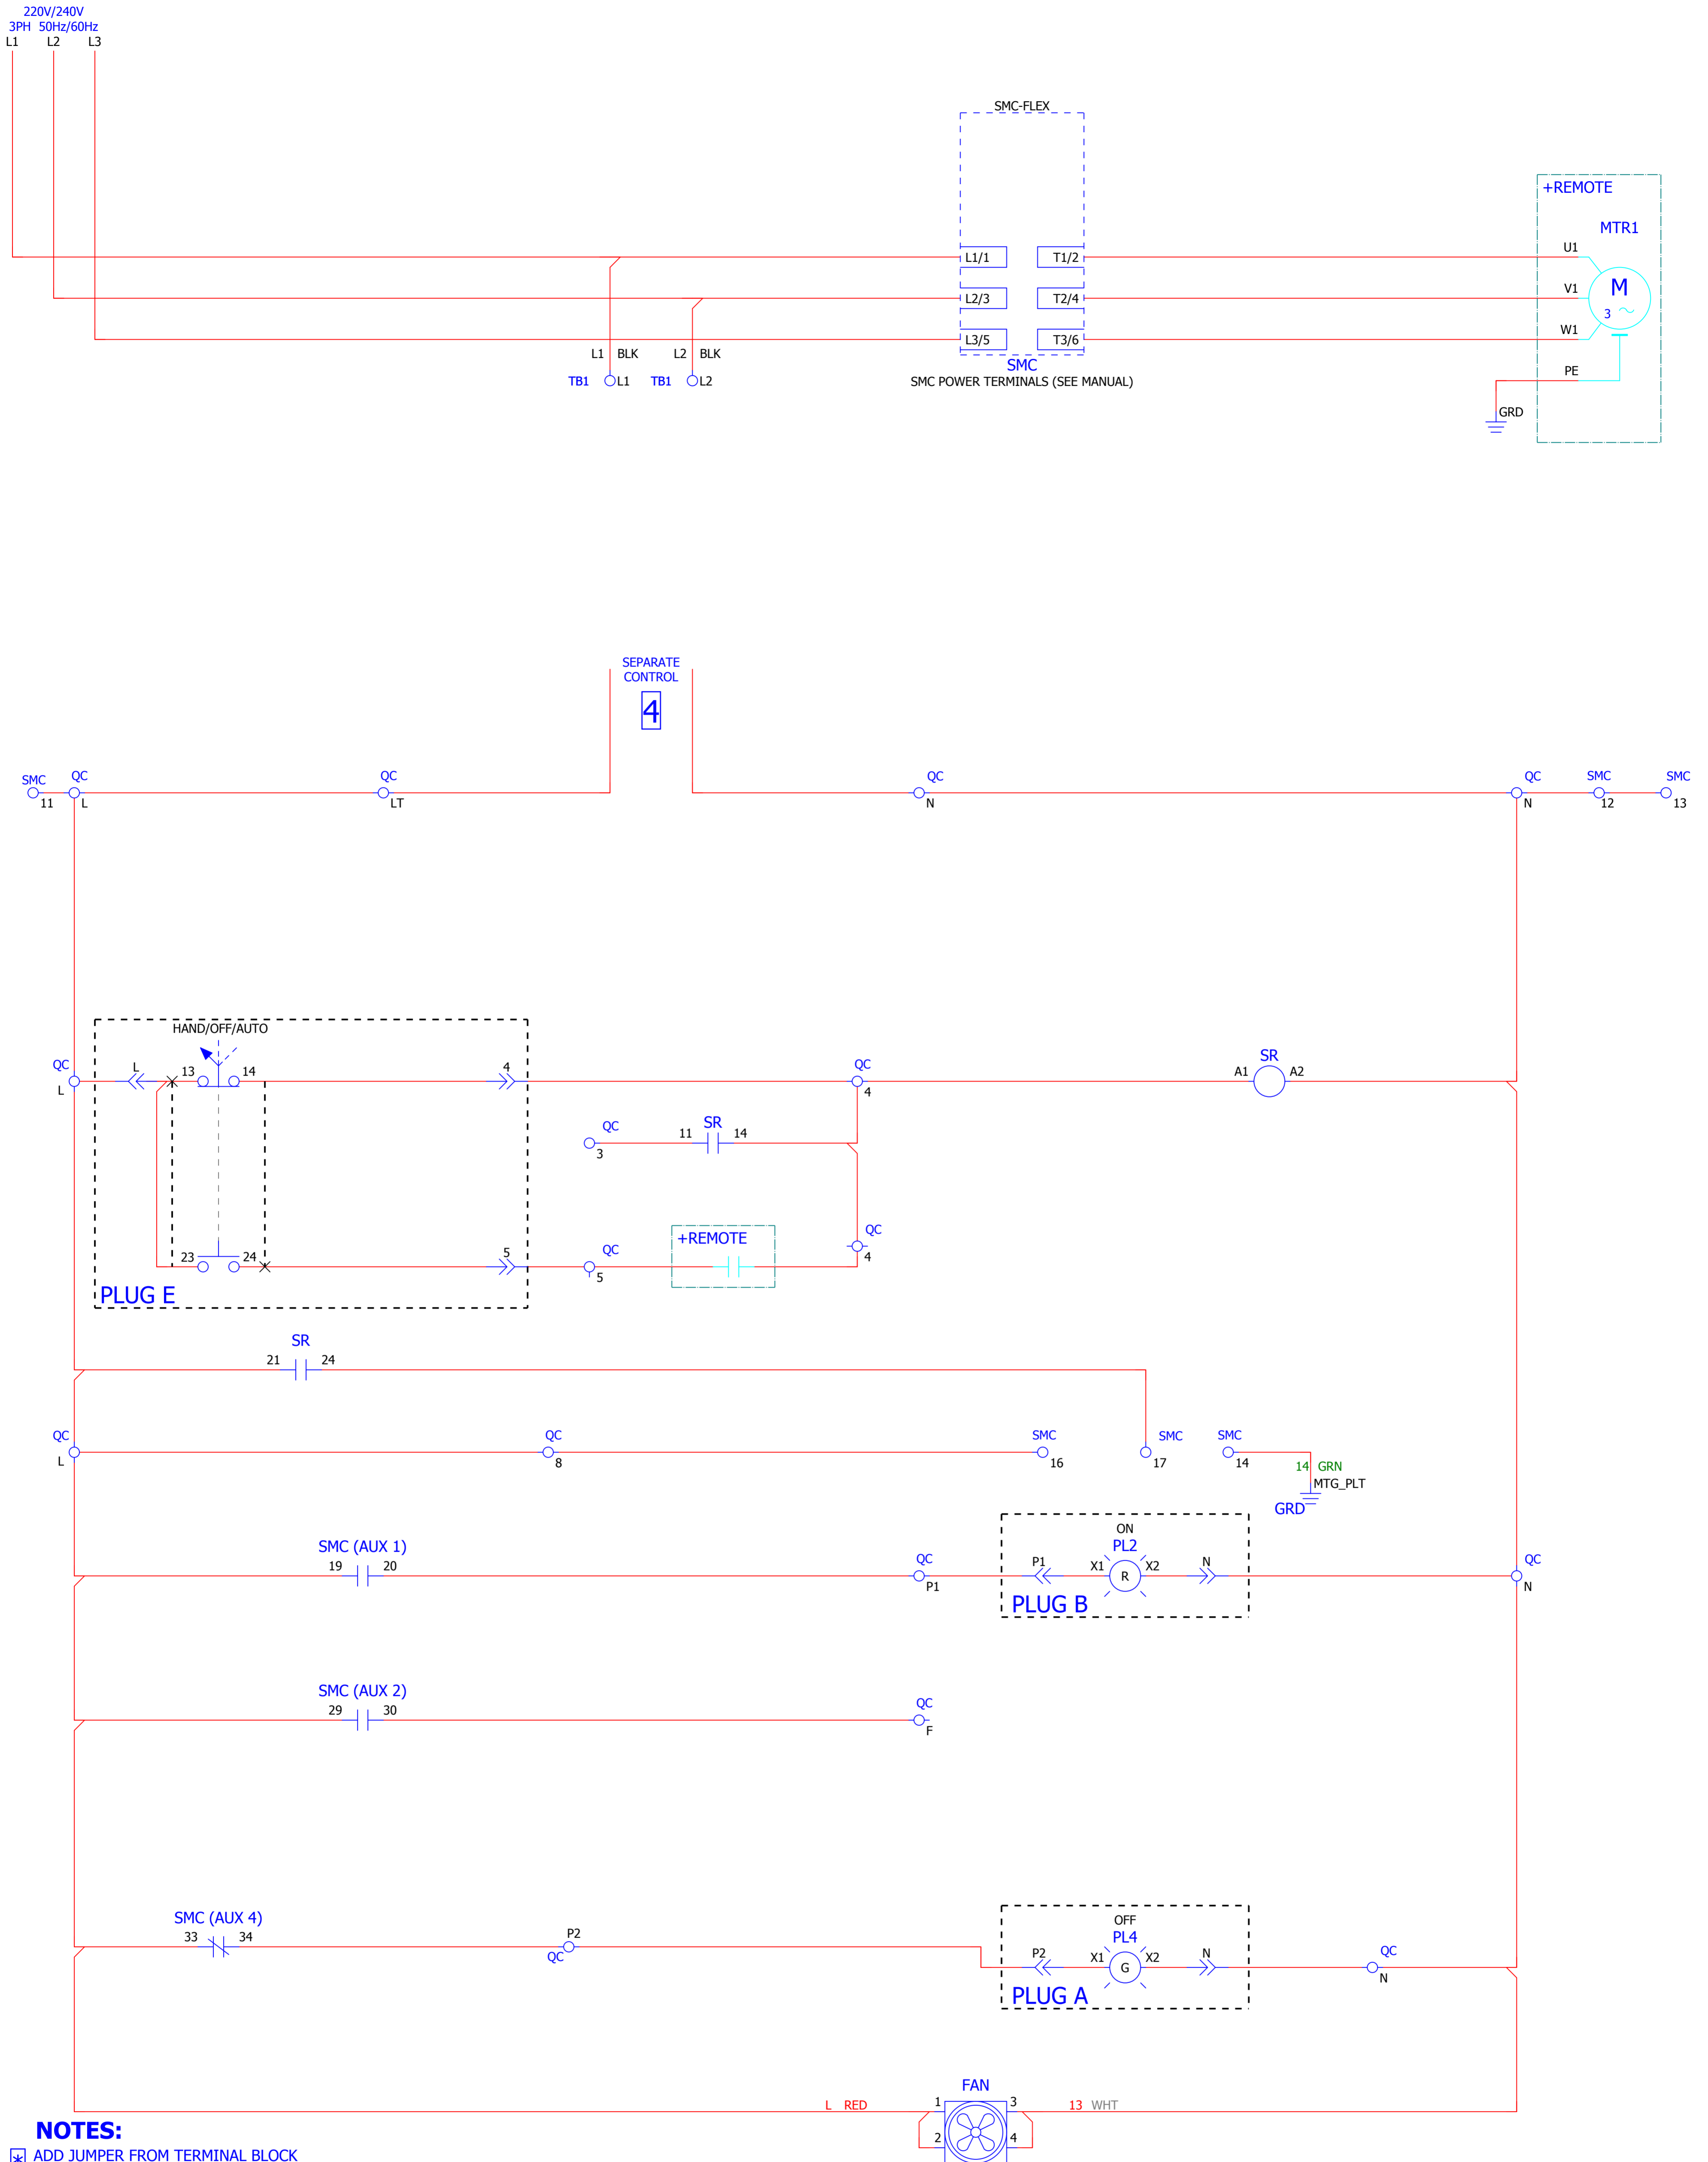 220V/240V
3PH 50Hz/60Hz
L1 L2 L3
SMC-FLEX
+REMOTE
MTR1
L1/1 T1/2 U1
L2/3 T2/4 V1
M
3
L3/5 T3/6 W1
L1 BLK L2 BLK
SMC
TB1 L1 TB1 L2
SMC POWER TERMINALS (SEE MANUAL)
PE
GRD
SEPARATE
CONTROL
4
SMC QC QC QC QC SMC SMC
11 L LT N N 12 13
HAND/OFF/AUTO
QC L 13 14 4 QC SR
A1 A2
L 4
QC SR
11 14
3
QC
+REMOTE
23 24 5 QC 4
5
PLUG E
SR
21 24
QC QC SMC SMC SMC
L 8 16 17 14
14 GRN
MTG_PLT
GRD
ON
SMC (AUX 1) PL2
19 20 QC P1 X1 R X2 N QC
P1 N
PLUG B
SMC (AUX 2)
29 30 QC
F
SMC (AUX 4) OFF
33 34 P2 PL4
QC P2 X1 G X2 N QC
N
PLUG A
FAN
L RED 1 3 13 WHT
2 4
NOTES:
* ADD JUMPER FROM TERMINAL BLOCK